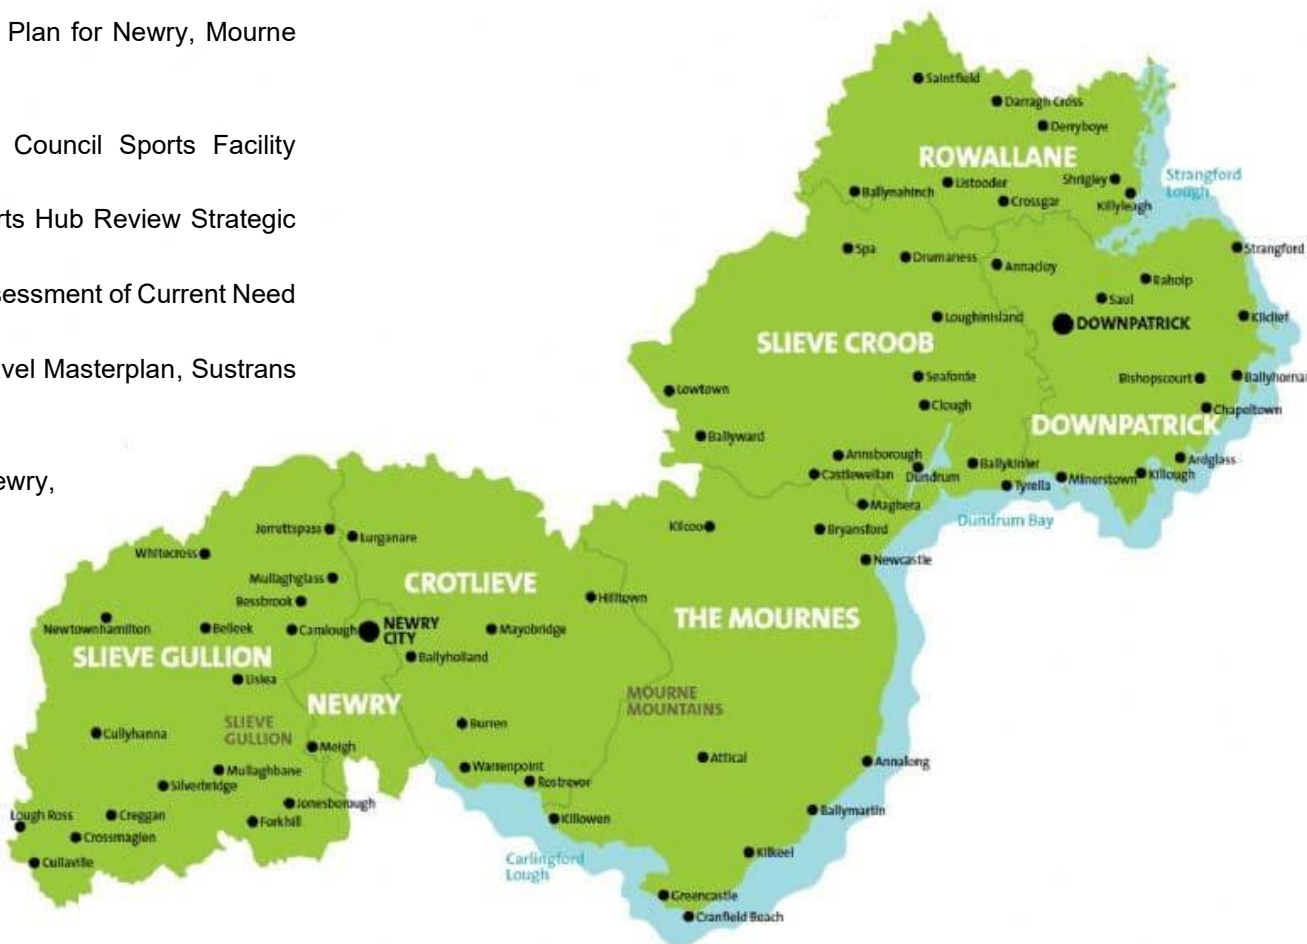 Plan for Newry, Mourne
Council Sports Facility
rts Hub Review Strategic
sessment of Current Need
vel Masterplan, Sustrans
ewry,
Saintfield
Darragh Cross
Derryboye
ROWALLANE
Strangford
Lough
Ballynahinch
Listooder
Shrigley
Crossgar
Killyleagh
Spa
Drumaness
Annacloy
Strangford
Raholp
Saul
Loughinisland
DOWNPATRICK
Kilclief
SLIEVE CROOB
Lowtown
Seaforde
Bishopscourt
Ballyhornan
Clough
Chapeltown
DOWNPATRICK
Ballyward
Annsborough
Castlewellan
Dundrum
Ballykinler
Ardglass
Tyrella
Minerstown
Killough
Maghera
Dundrum Bay
Kilcoo
Bryansford
Newcastle
Jerrettspass
Lurganare
Whitecross
Mullaghglass
CROTLIEVE
Bessbrook
Hilltown
THE MOURNES
Newtownhamilton
Belleek
Camlough
NEWRY
CITY
Mayobridge
SLIEVE GULLION
Ballyholland
Lislea
NEWRY
MOURNE
MOUNTAINS
SLIEVE
GULLION
Cullyhanna
Burren
Meigh
Attical
Annalong
Mullaghbane
Warrenpoint
Silverbridge
Rostrevor
Jonesborough
Ballymartin
Lough Ross
Creggan
Forkhill
Killowen
Crossmaglen
Cullaville
Carlingford
Lough
Kilkeel
Greencastle
Cranfield Beach